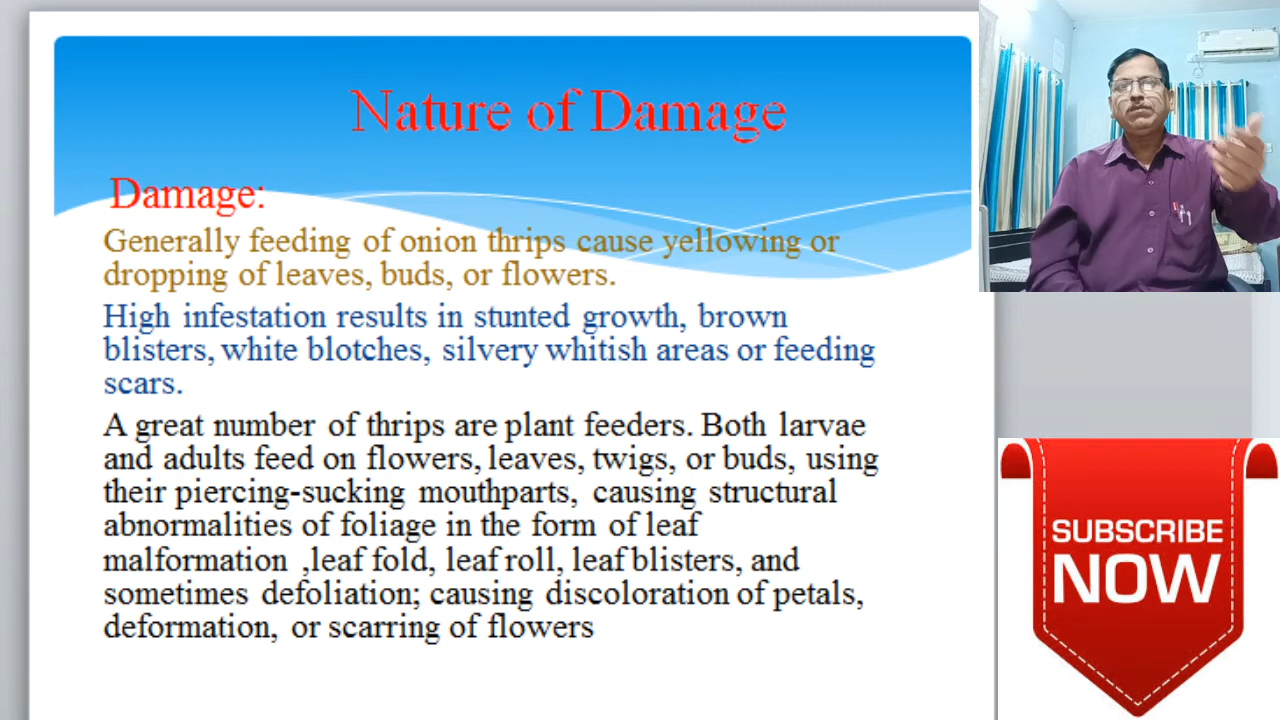 Nature of Damage
Damage:
Generally feeding of onion thrips cause yellowing or
dropping of leaves, buds, or flowers.
High infestation results in stunted growth, brown
blisters, white blotches, silvery whitish areas or feeding
scars.
A great number of thrips are plant feeders. Both larvae
and adults feed on flowers, leaves, twigs, or buds, using
their piercing-sucking mouthparts, causing structural
abnormalities of foliage in the form of leaf
malformation ,leaf fold, leaf roll, leaf blisters, and
sometimes defoliation; causing discoloration of petals,
deformation, or scarring of flowers
SUBSCRIBE
NOW